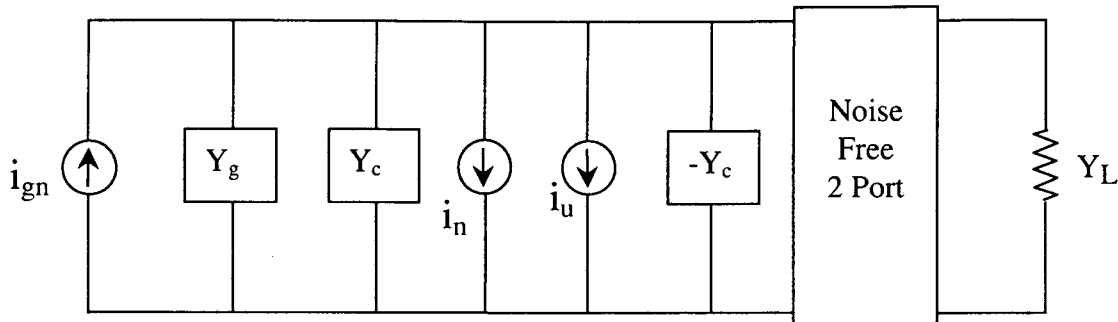 i_gn
Y_g
Y_c
i_n
i_u
-Y_c
Noise
Free
2 Port
Y_L